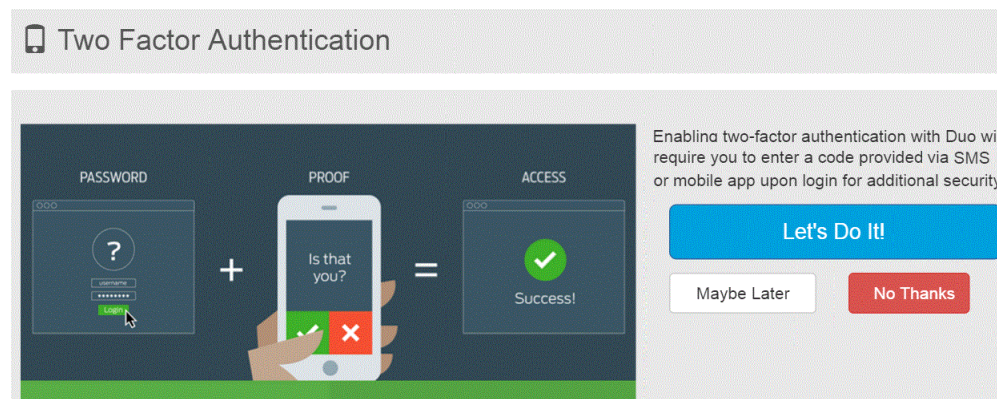 Two Factor Authentication
Enabling two-factor authentication with Duo wi
require you to enter a code provided via SMS
or mobile app upon login for additional security
PASSWORD
PROOF
ACCESS
?
username
Login
+
Is that
you?
=
Success!
Let's Do It!
Maybe Later
No Thanks